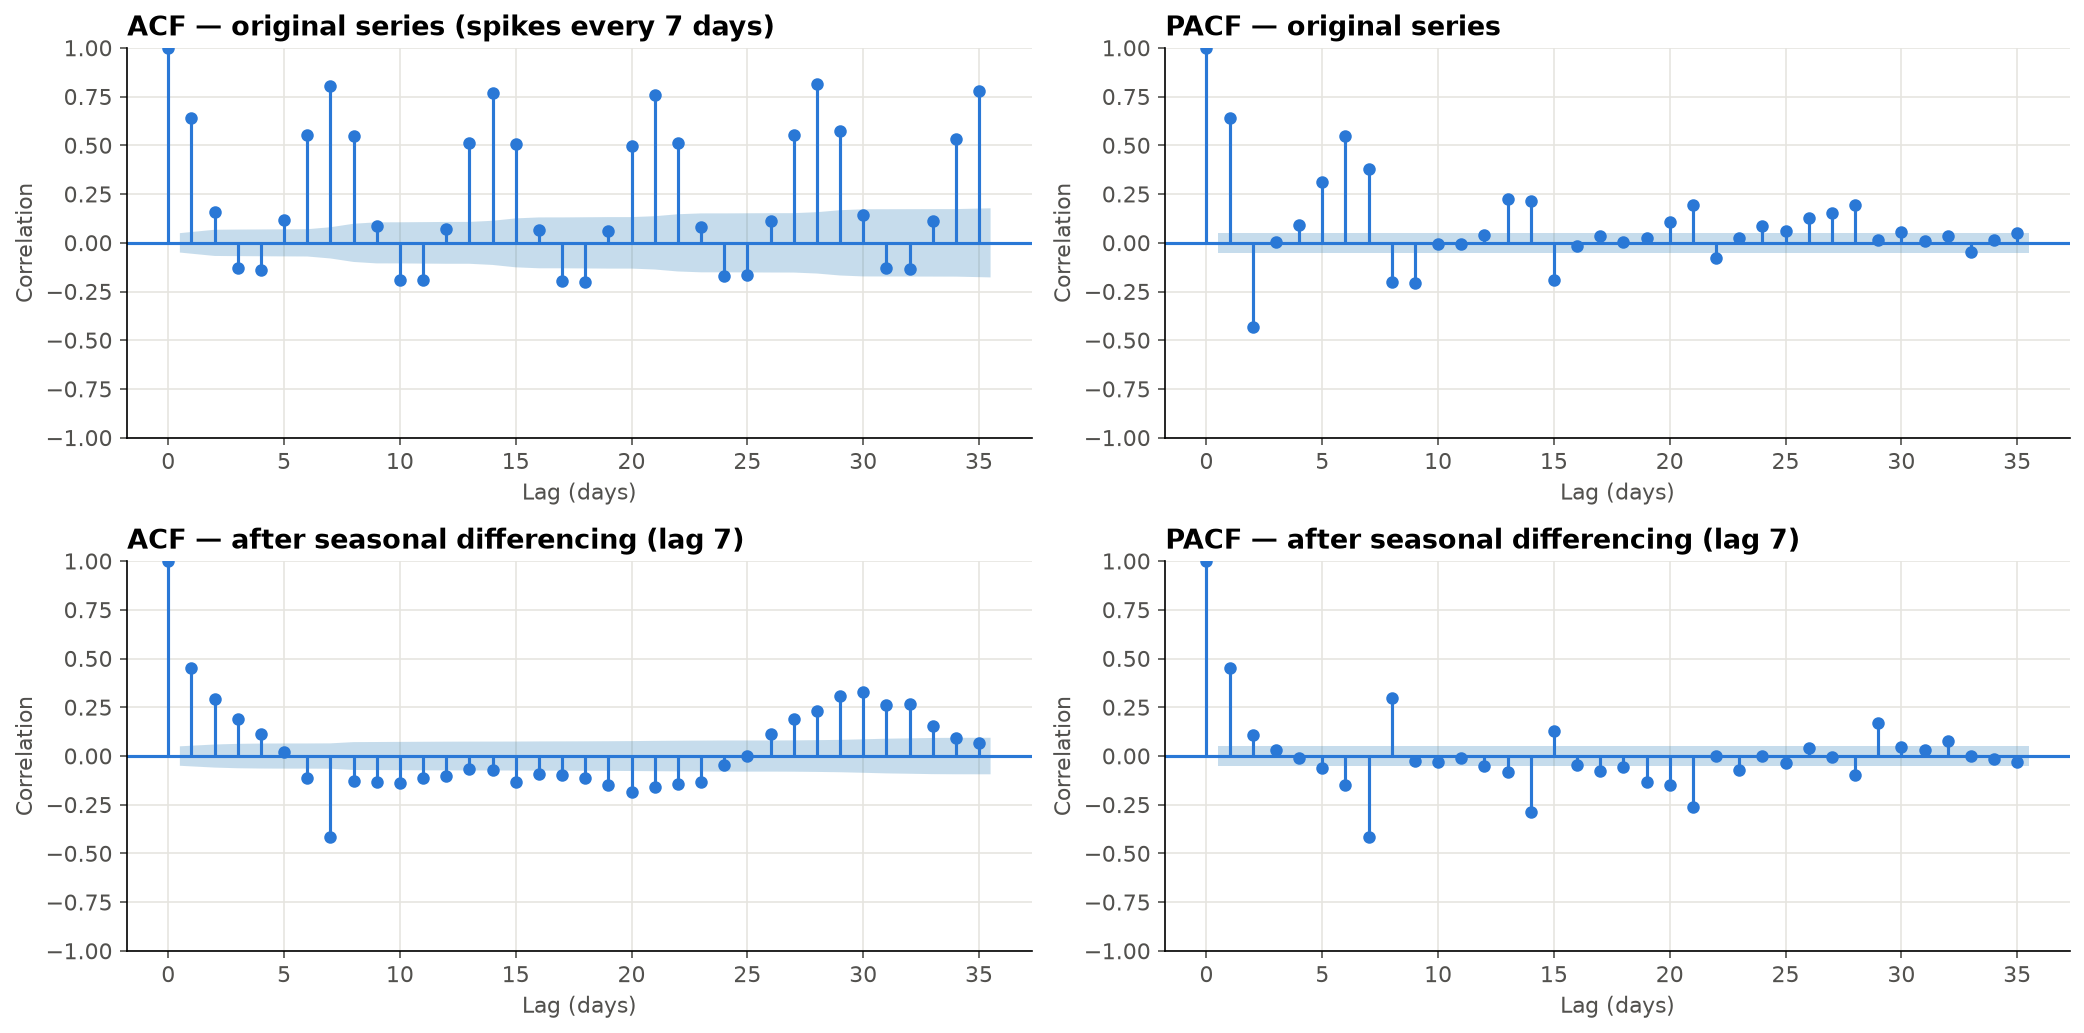 ACF — original series (spikes every 7 days)
1.00
0.75
0.50
0.25
0.00
−0.25
−0.50
−0.75
−1.00
Correlation
0 5 10 15 20 25 30 35
Lag (days)
PACF — original series
1.00
0.75
0.50
0.25
0.00
−0.25
−0.50
−0.75
−1.00
Correlation
0 5 10 15 20 25 30 35
Lag (days)
ACF — after seasonal differencing (lag 7)
1.00
0.75
0.50
0.25
0.00
−0.25
−0.50
−0.75
−1.00
Correlation
0 5 10 15 20 25 30 35
Lag (days)
PACF — after seasonal differencing (lag 7)
1.00
0.75
0.50
0.25
0.00
−0.25
−0.50
−0.75
−1.00
Correlation
0 5 10 15 20 25 30 35
Lag (days)